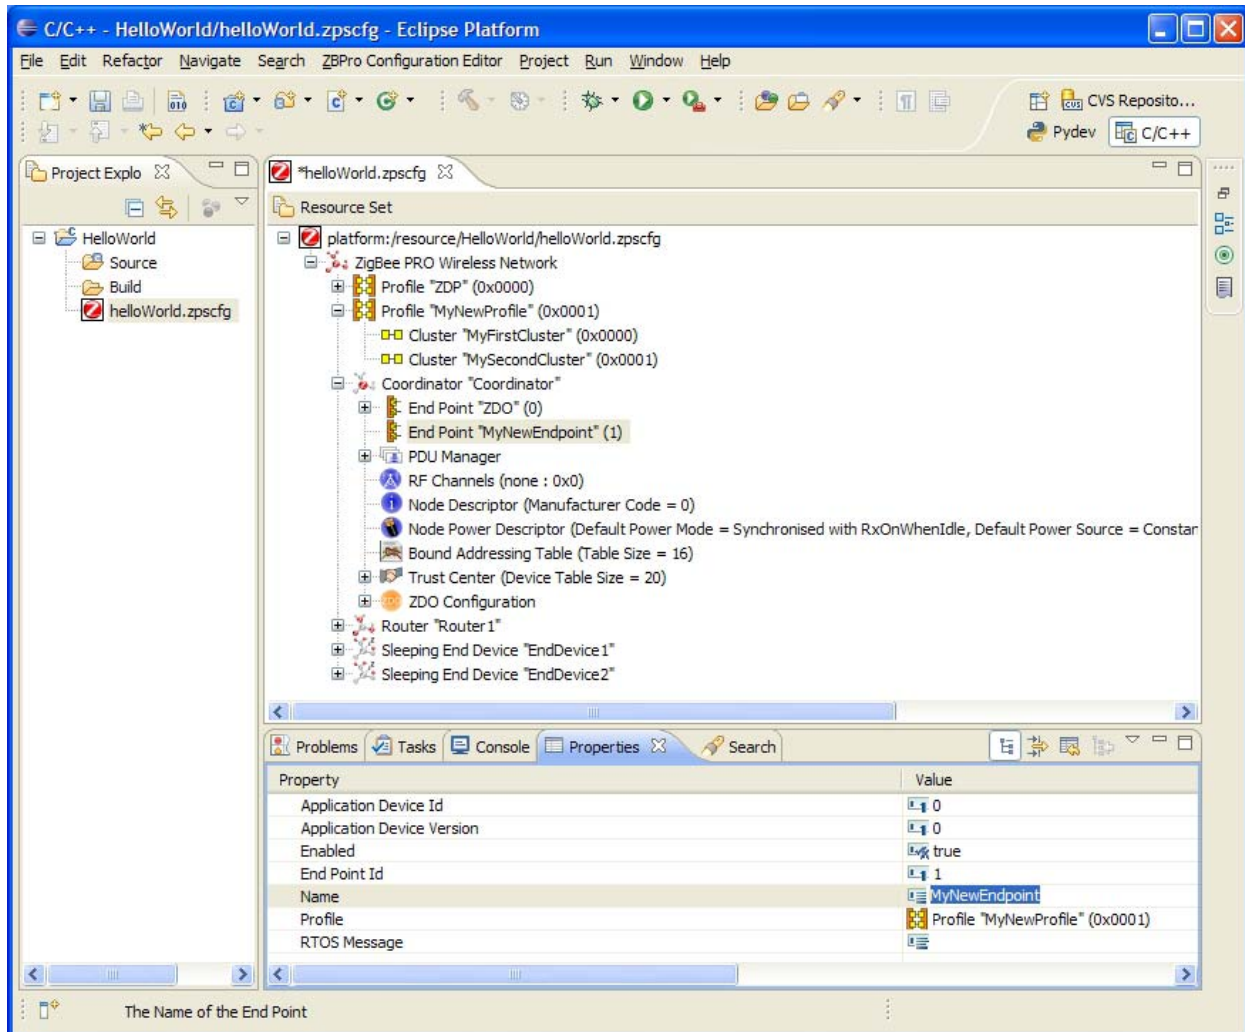 C/C++ - HelloWorld/helloWorld.zpscfg - Eclipse Platform
File Edit Refactor Navigate Search ZBPro Configuration Editor Project Run Window Help
CVS Reposito...
Pydev C/C++
Project Explo
*helloWorld.zpscfg
Resource Set
HelloWorld
Source
Build
helloWorld.zpscfg
platform:/resource/HelloWorld/helloWorld.zpscfg
ZigBee PRO Wireless Network
Profile "ZDP" (0x0000)
Profile "MyNewProfile" (0x0001)
Cluster "MyFirstCluster" (0x0000)
Cluster "MySecondCluster" (0x0001)
Coordinator "Coordinator"
End Point "ZDO" (0)
End Point "MyNewEndpoint" (1)
PDU Manager
RF Channels (none : 0x0)
Node Descriptor (Manufacturer Code = 0)
Node Power Descriptor (Default Power Mode = Synchronised with RxOnWhenIdle, Default Power Source = Constar
Bound Addressing Table (Table Size = 16)
Trust Center (Device Table Size = 20)
ZDO Configuration
Router "Router1"
Sleeping End Device "EndDevice1"
Sleeping End Device "EndDevice2"
Problems Tasks Console Properties Search
Property Value
Application Device Id 0
Application Device Version 0
Enabled true
End Point Id 1
Name MyNewEndpoint
Profile Profile "MyNewProfile" (0x0001)
RTOS Message
The Name of the End Point